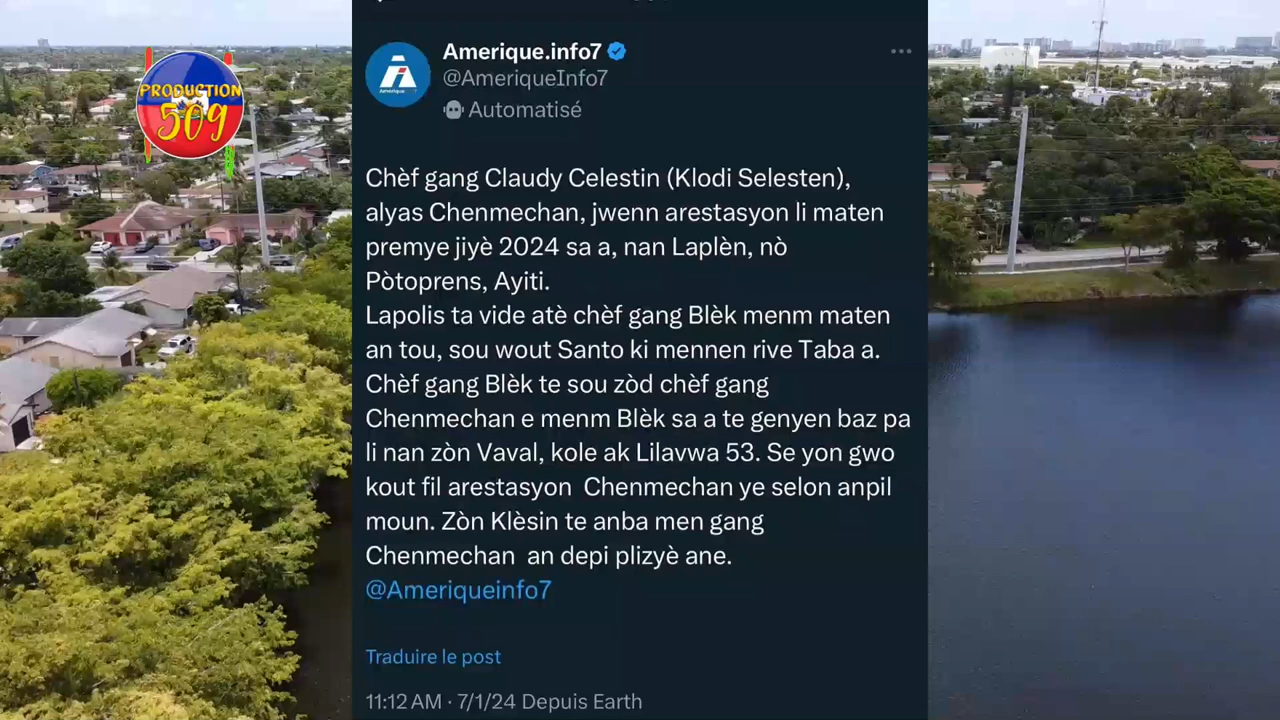 PRODUCTION
509
Amerique.info7
@AmeriqueInfo7
Automatisé
Chèf gang Claudy Celestin (Klodi Selesten),
alyas Chenmechan, jwenn arestasyon li maten
premye jiyè 2024 sa a, nan Laplèn, nò
Pòtoprens, Ayiti.
Lapolis ta vide atè chèf gang Blèk menm maten
an tou, sou wout Santo ki mennen rive Taba a.
Chèf gang Blèk te sou zòd chèf gang
Chenmechan e menm Blèk sa a te genyen baz pa
li nan zòn Vaval, kole ak Lilavwa 53. Se yon gwo
kout fil arestasyon  Chenmechan ye selon anpil
moun. Zòn Klèsin te anba men gang
Chenmechan  an depi plizyè ane.
@Ameriqueinfo7
Traduire le post
11:12 AM · 7/1/24 Depuis Earth